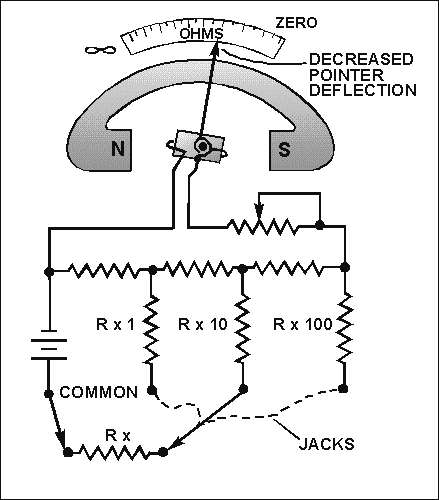 ZERO
OHMS
∞
DECREASED
POINTER
DEFLECTION
N
S
R x 1
R x 10
R x 100
COMMON
R x
JACKS